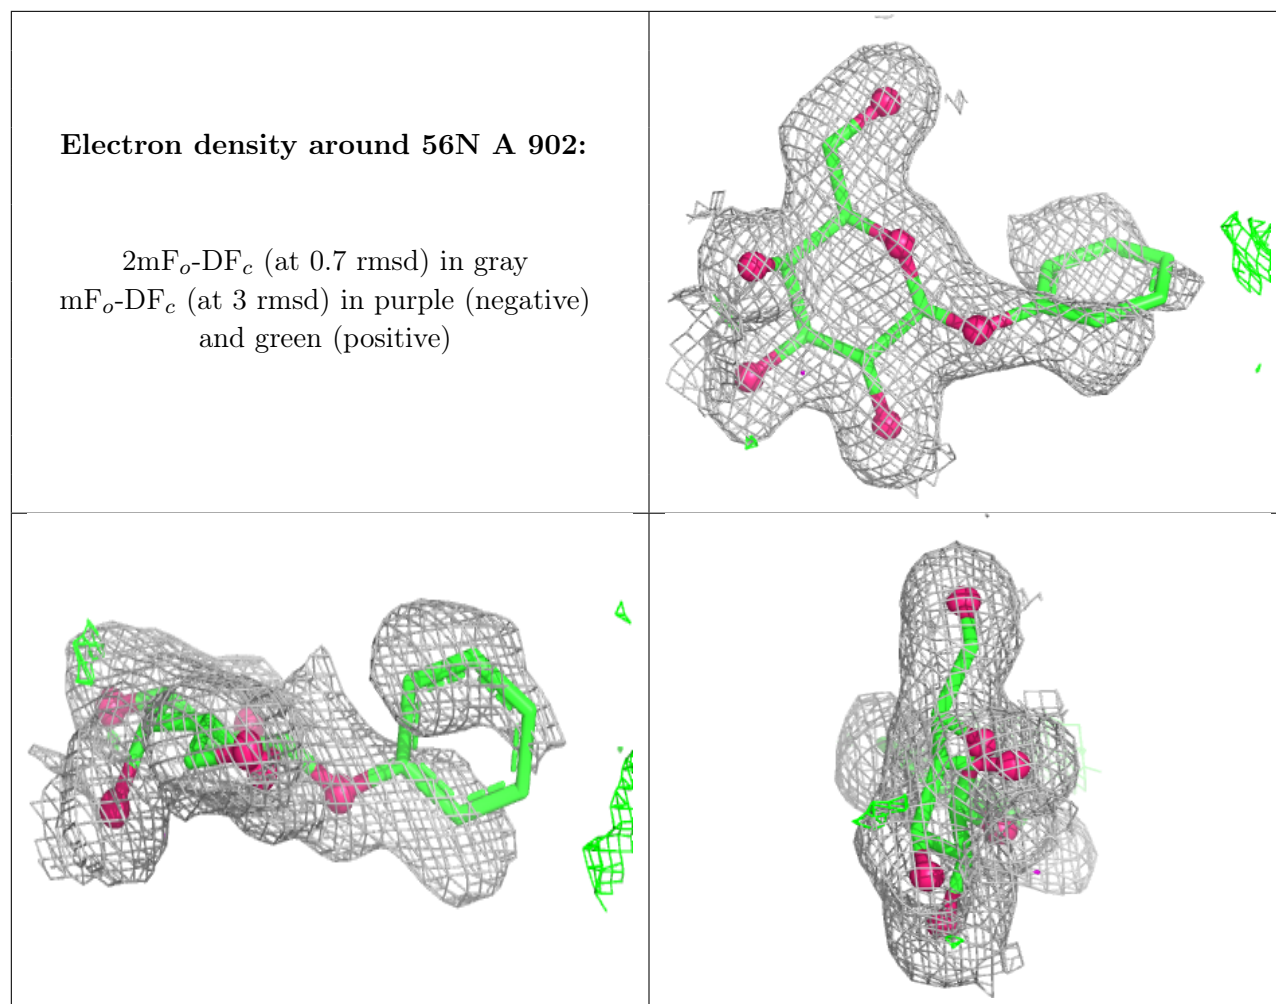 Electron density around 56N A 902:
2mFo-DFc (at 0.7 rmsd) in gray
mFo-DFc (at 3 rmsd) in purple (negative)
and green (positive)